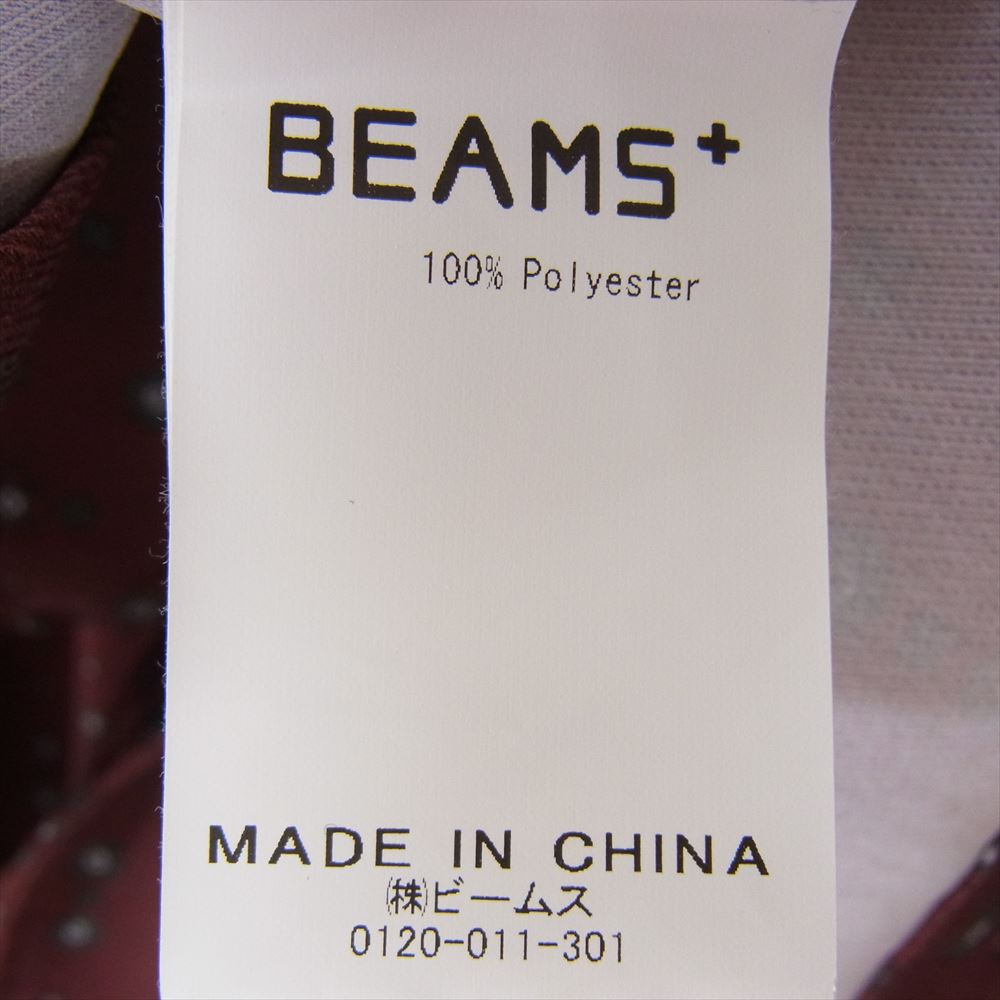 BEAMS+
100% Polyester
MADE IN CHINA
㈱ビームス
0120-011-301